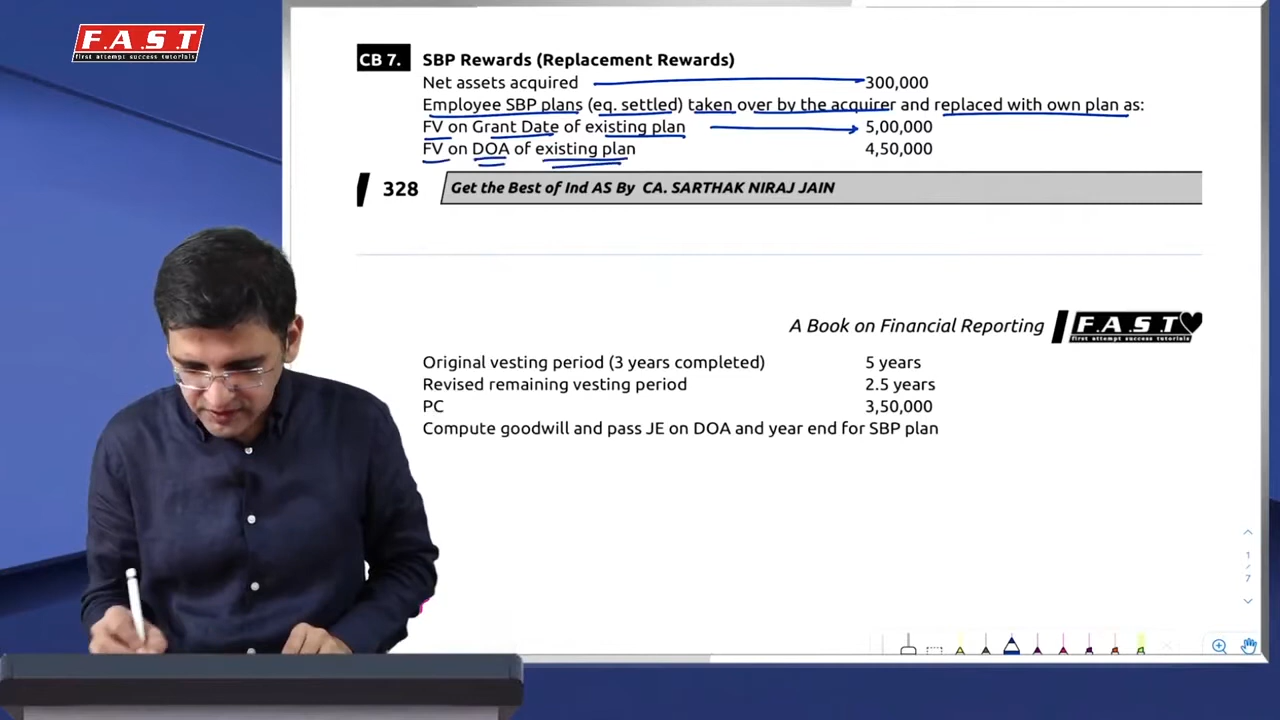 F.A.S.T
first attempt success tutorials
CB 7. SBP Rewards (Replacement Rewards)
Net assets acquired 300,000
Employee SBP plans (eq. settled) taken over by the acquirer and replaced with own plan as:
FV on Grant Date of existing plan 5,00,000
FV on DOA of existing plan 4,50,000
328 Get the Best of Ind AS By CA. SARTHAK NIRAJ JAIN
A Book on Financial Reporting F.A.S.T
first attempt success tutorials
Original vesting period (3 years completed) 5 years
Revised remaining vesting period 2.5 years
PC 3,50,000
Compute goodwill and pass JE on DOA and year end for SBP plan
1
/
7